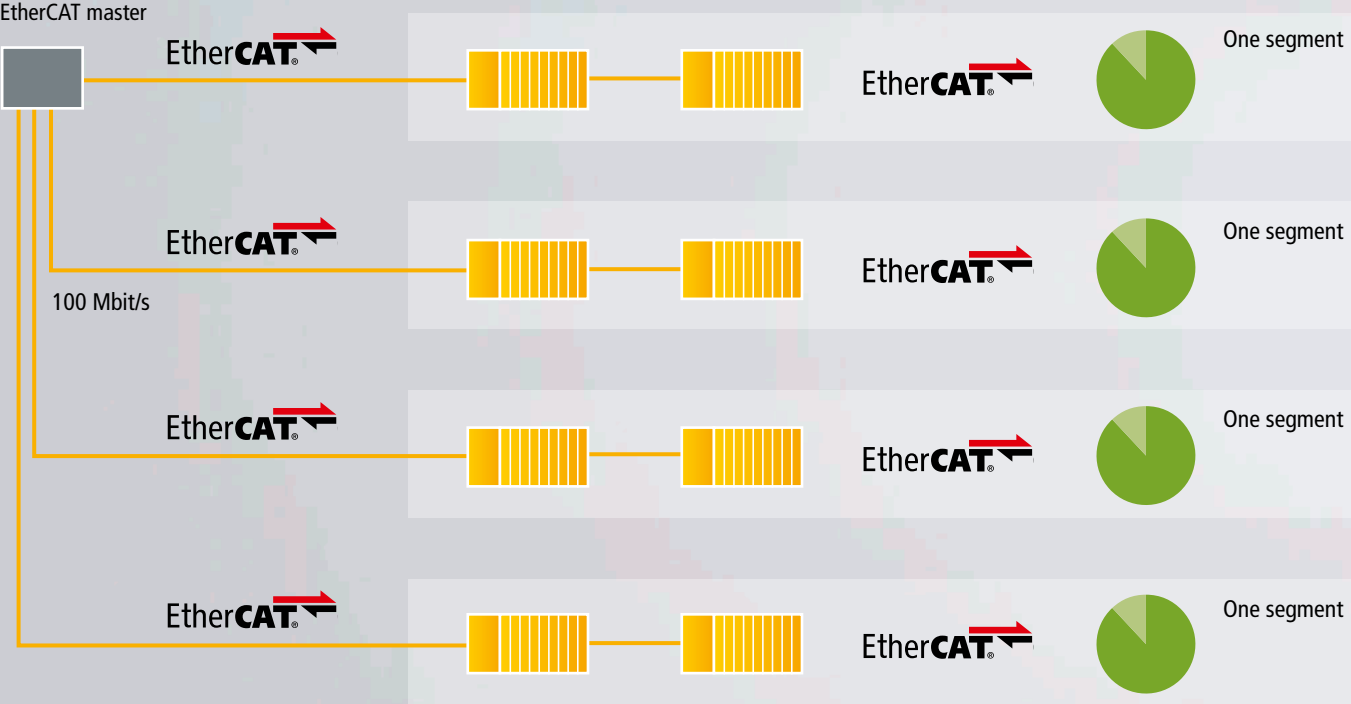 EtherCAT master
EtherCAT®
EtherCAT®
One segment
EtherCAT®
EtherCAT®
One segment
100 Mbit/s
EtherCAT®
EtherCAT®
One segment
EtherCAT®
EtherCAT®
One segment